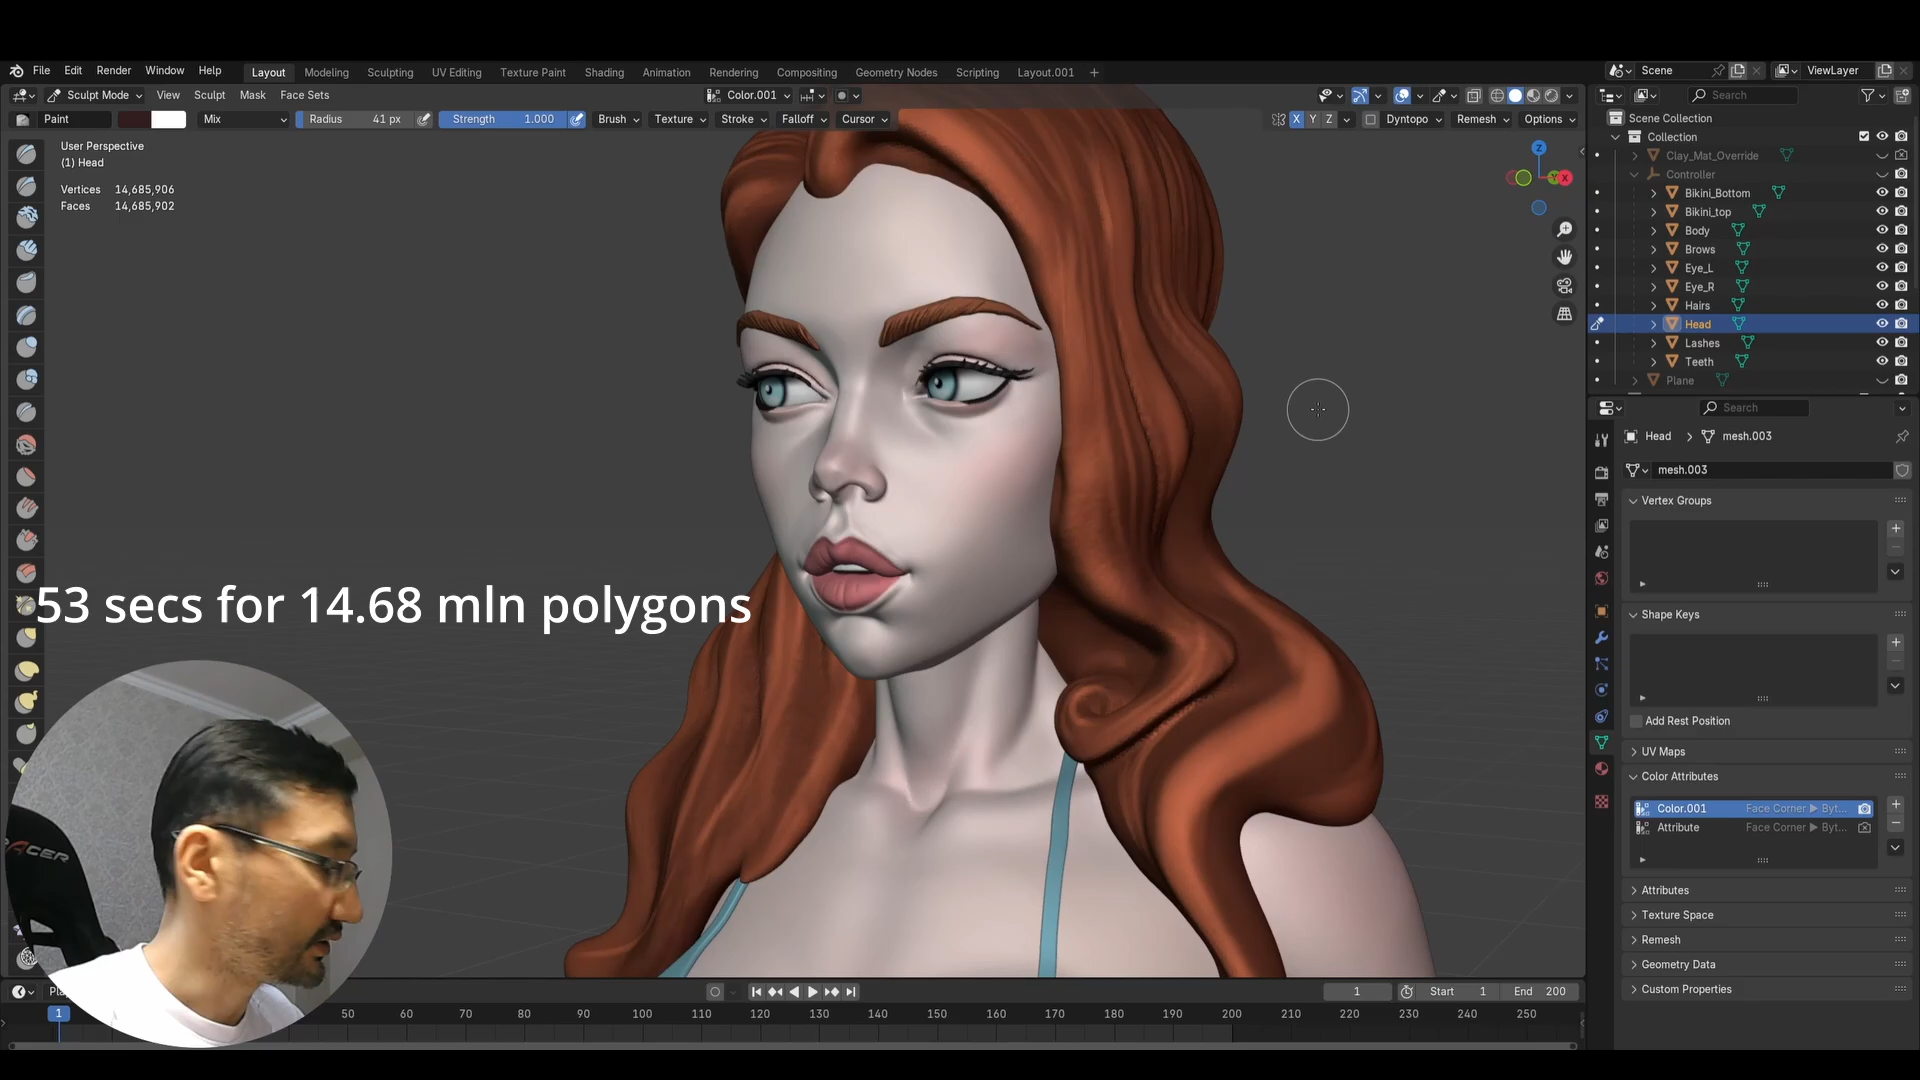 File Edit Render Window Help Layout Modeling Sculpting UV Editing Texture Paint Shading Animation Rendering Compositing Geometry Nodes Scripting Layout.001 + Scene ViewLayer
Sculpt Mode View Sculpt Mask Face Sets Color.001 Search
Paint Mix Radius 41 px Strength 1.000 Brush Texture Stroke Falloff Cursor X Y Z Dyntopo Remesh Options
User Perspective
(1) Head
Vertices 14,685,906
Faces 14,685,902
Z
Y
X
Scene Collection
Collection
Clay_Mat_Override
Controller
Bikini_Bottom
Bikini_top
Body
Brows
Eye_L
Eye_R
Hairs
Head
Lashes
Teeth
Plane
Search
Head > mesh.003
mesh.003
Vertex Groups
Shape Keys
Add Rest Position
UV Maps
Color Attributes
Color.001 Face Corner ▶ Byt...
Attribute Face Corner ▶ Byt...
Attributes
Texture Space
Remesh
Geometry Data
Custom Properties
53 secs for 14.68 mln polygons
1 Start 1 End 200
1 50 60 70 80 90 100 110 120 130 140 150 160 170 180 190 200 210 220 230 240 250